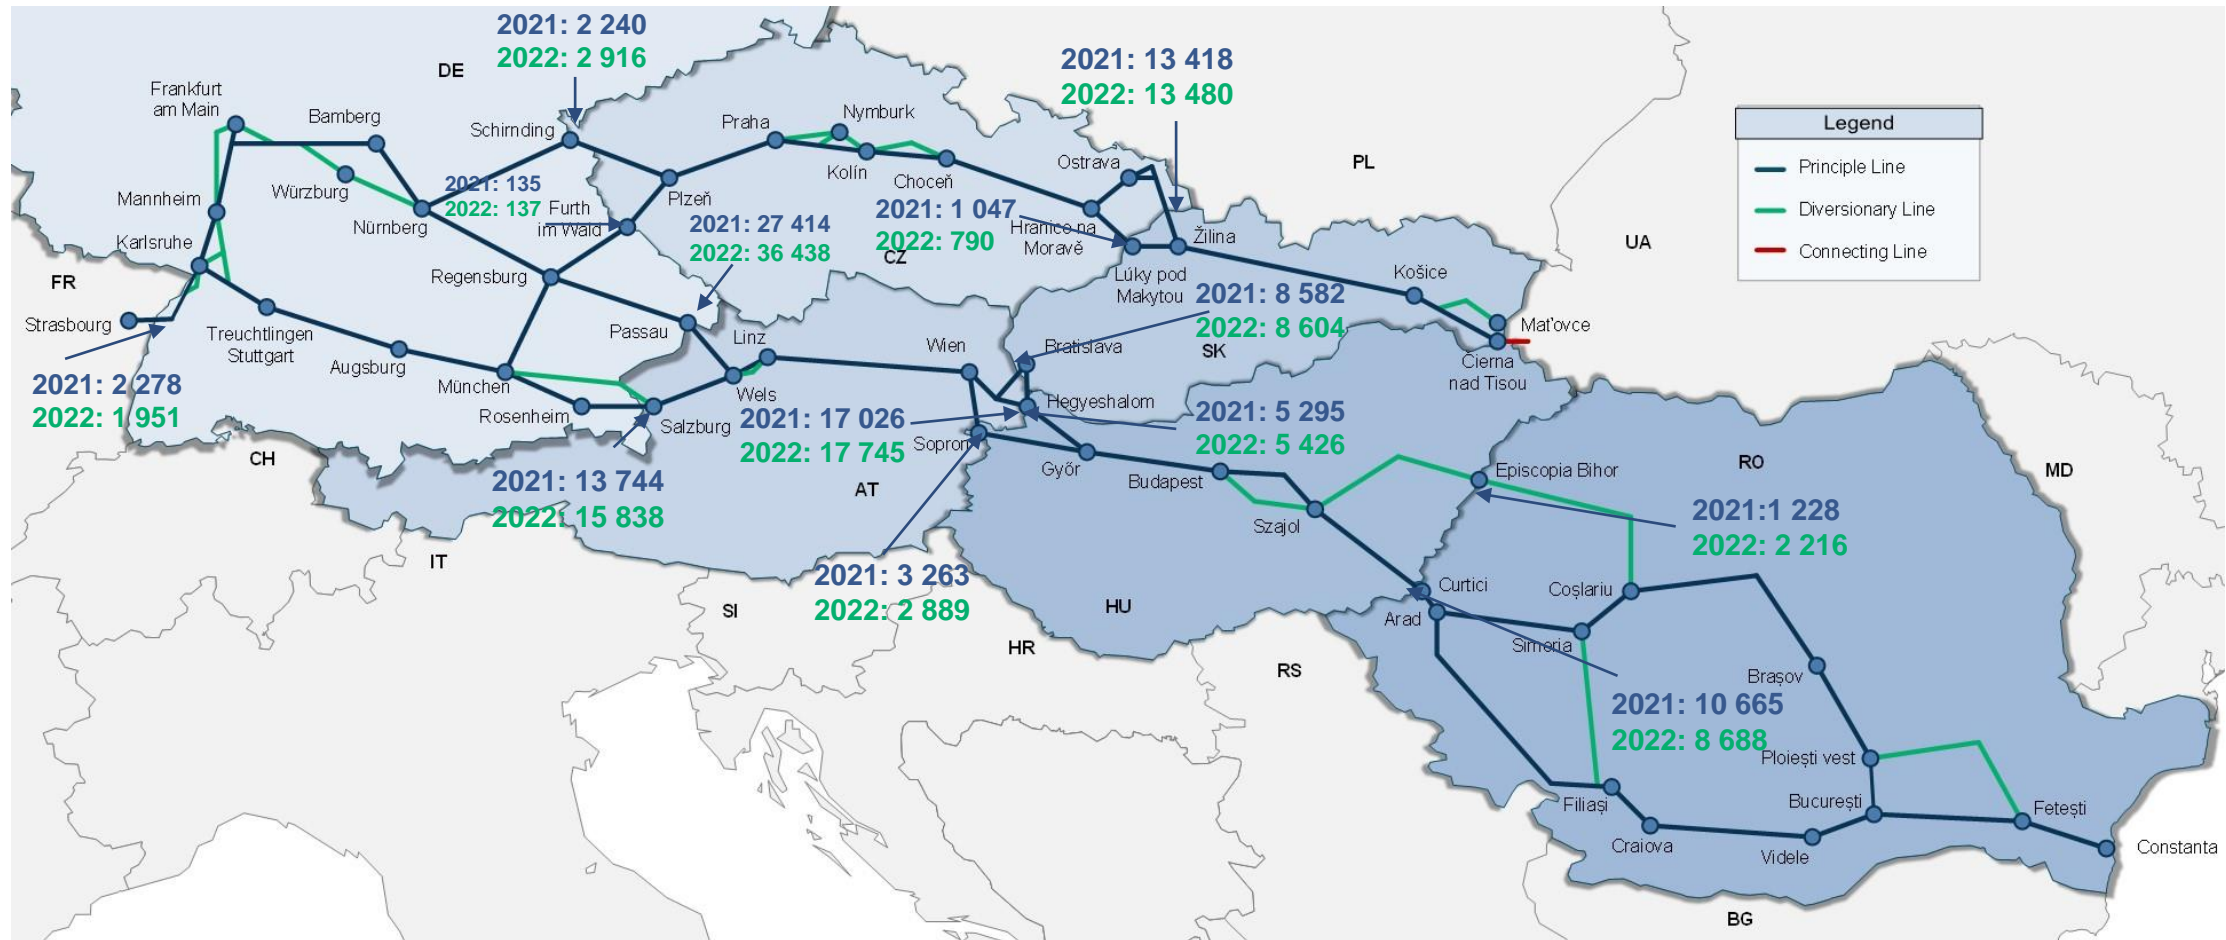 2021: 2 240
2022: 2 916
DE
Frankfurt
am Main
Bamberg
Schirnding
Praha
Nymburk
2021: 13 418
2022: 13 480
Legend
Principle Line
Diversionary Line
Connecting Line
Ostrava
PL
Kolín
Choceň
Würzburg
Mannheim
2021: 135
2022: 137
Furth
im Wald
Plzeň
Nürnberg
2021: 27 414
2022: 36 438
2021: 1 047
2022: 790
CZ
Hranice na
Moravě
Žilina
UA
Karlsruhe
FR
Regensburg
Lúky pod
Makytou
Košice
2021: 8 582
2022: 8 604
Strasbourg
Treuchtlingen
Stuttgart
Passau
Linz
Wien
Bratislava
SK
Maťovce
Čierna
nad Tisou
Augsburg
München
2021: 2 278
2022: 1 951
Rosenheim
Wels
Salzburg
2021: 17 026
2022: 17 745
Hegyeshalom
2021: 5 295
2022: 5 426
Sopron
Győr
Budapest
CH
AT
Episcopia Bihor
RO
MD
2021: 13 744
2022: 15 838
Szajol
2021:1 228
2022: 2 216
IT
2021: 3 263
2022: 2 889
SI
HU
Curtici
Arad
Coșlariu
Simeria
HR
RS
Brașov
2021: 10 665
2022: 8 688
Ploiești vest
Filiași
București
Fetești
Craiova
Videle
Constanta
BG